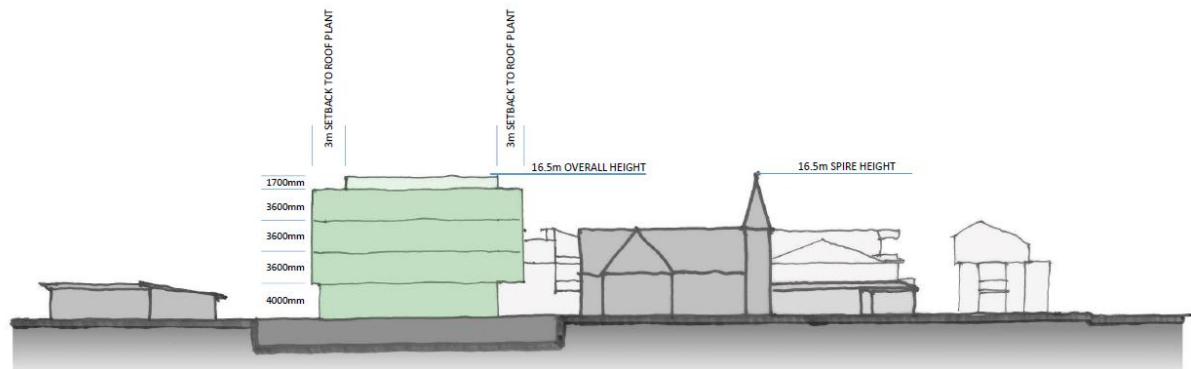 3m SETBACK TO ROOF PLANT
3m SETBACK TO ROOF PLANT
16.5m OVERALL HEIGHT
16.5m SPIRE HEIGHT
1700mm
3600mm
3600mm
3600mm
4000mm